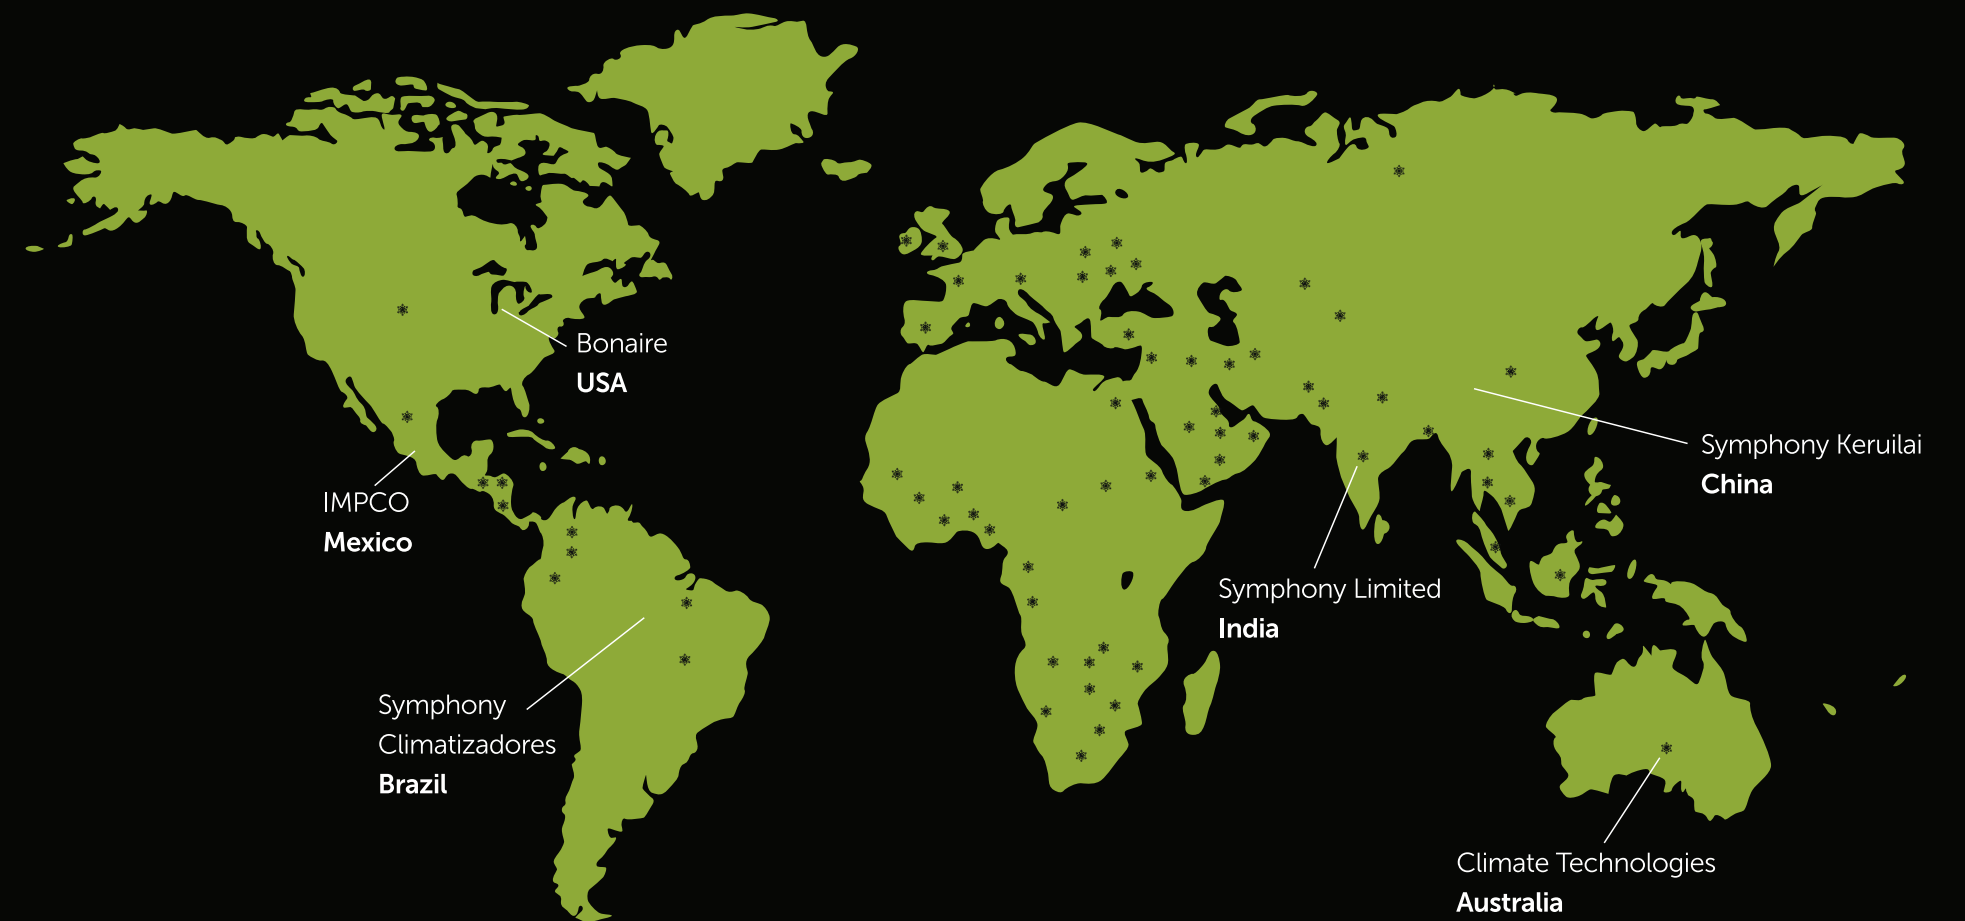 Bonaire
USA
IMPCO
Mexico
Symphony Keruilai
China
Symphony Limited
India
Symphony
Climatizadores
Brazil
Climate Technologies
Australia